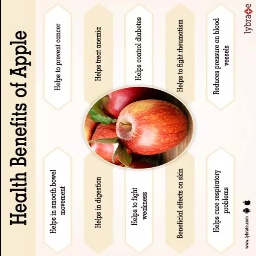 Health Benefits of Apple
lybrate
Helps to prevent cancer
Helps treat anemia
Helps control diabetes
Helps to fight rheumatism
Reduces pressure on blood
vessels
Helps in smooth bowel
movement
Helps in digestion
Helps to fight
weakness
Beneficial effects on skin
Helps cure respiratory
problems
www.lybrate.com